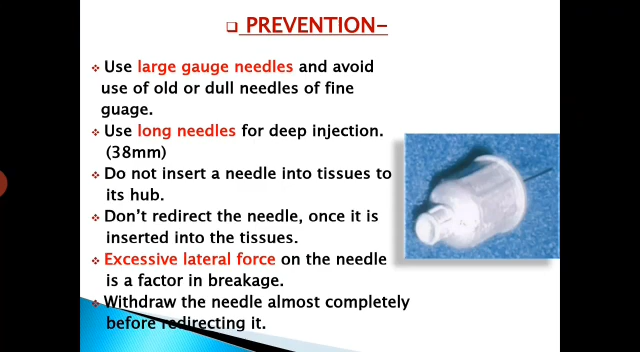 PREVENTION-
Use large gauge needles and avoid
use of old or dull needles of fine
guage.
Use long needles for deep injection.
(38mm)
Do not insert a needle into tissues to
its hub.
Don't redirect the needle, once it is
inserted into the tissues.
Excessive lateral force on the needle
is a factor in breakage.
Withdraw the needle almost completely
before redirecting it.